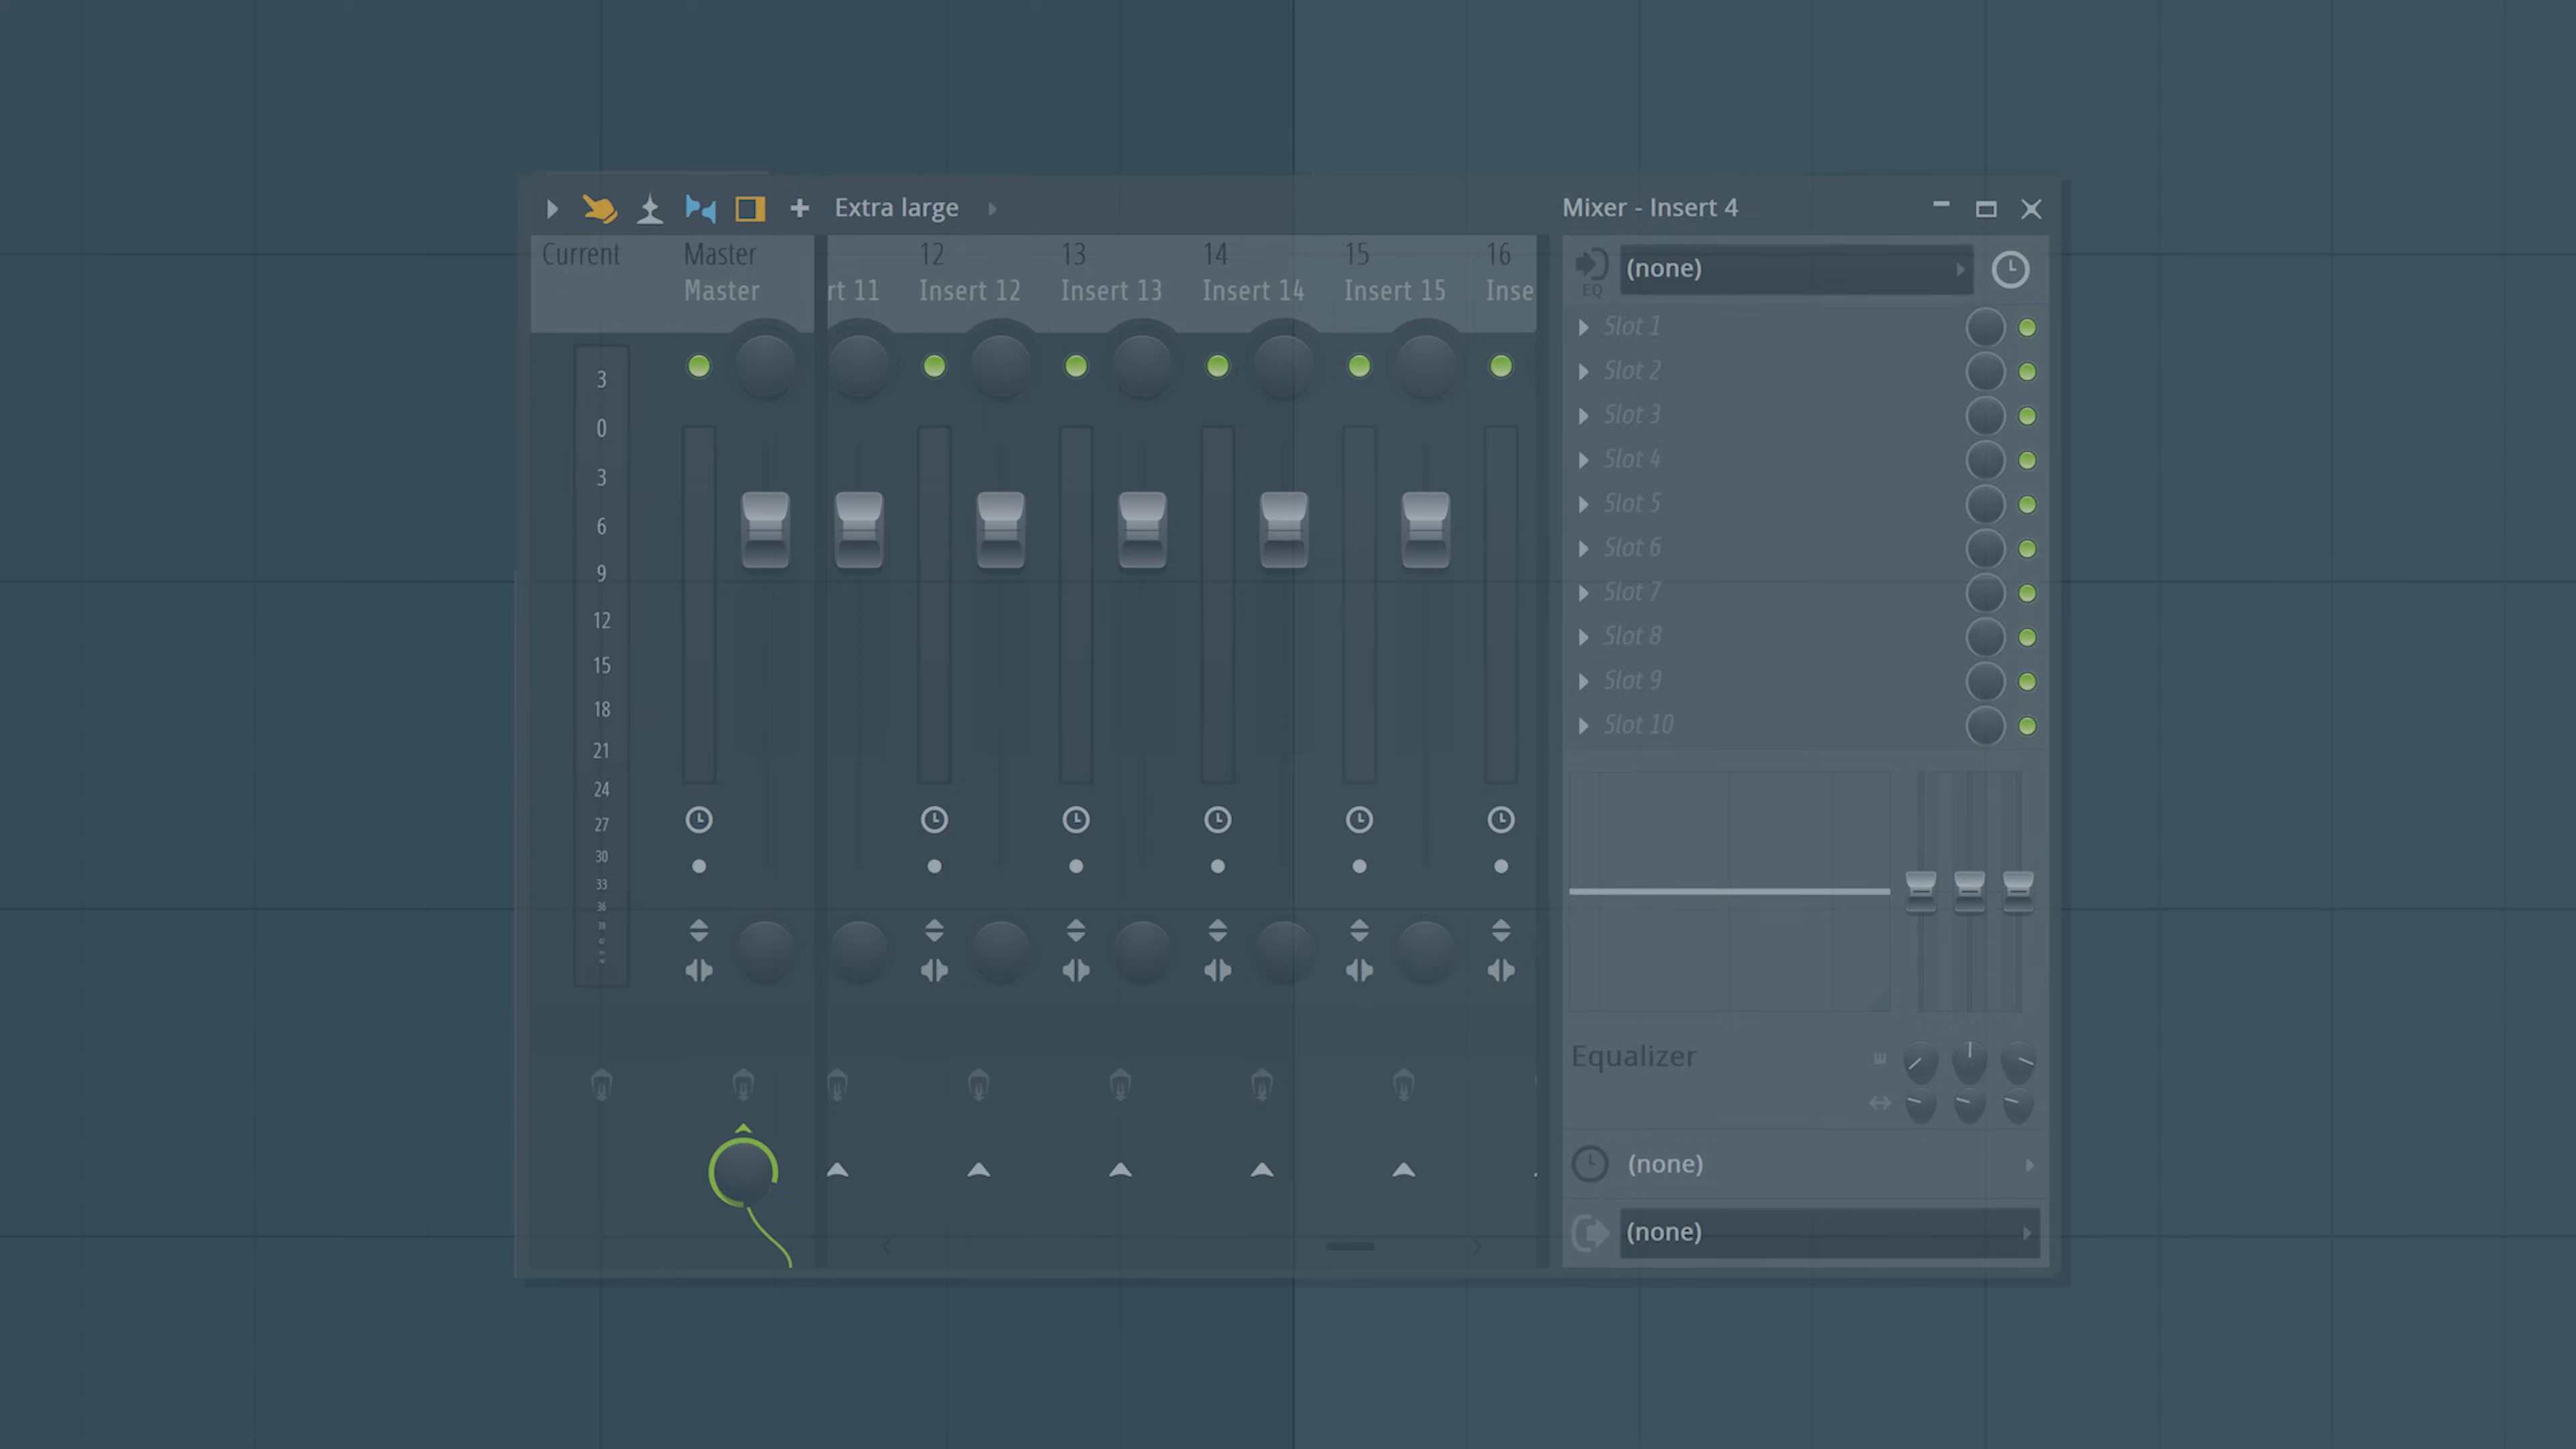 Extra large
Mixer - Insert 4
Current
Master
12
13
14
15
16
Master
rt 11
Insert 12
Insert 13
Insert 14
Insert 15
Inse
3
0
3
6
9
12
15
18
21
24
27
30
33
36
EQ
(none)
Slot 1
Slot 2
Slot 3
Slot 4
Slot 5
Slot 6
Slot 7
Slot 8
Slot 9
Slot 10
Equalizer
(none)
(none)